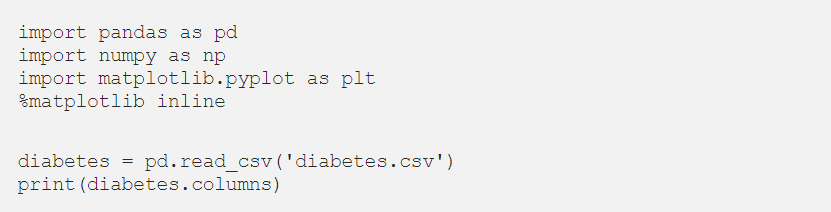 import pandas as pd
import numpy as np
import matplotlib.pyplot as plt
%matplotlib inline
diabetes = pd.read_csv('diabetes.csv')
print(diabetes.columns)